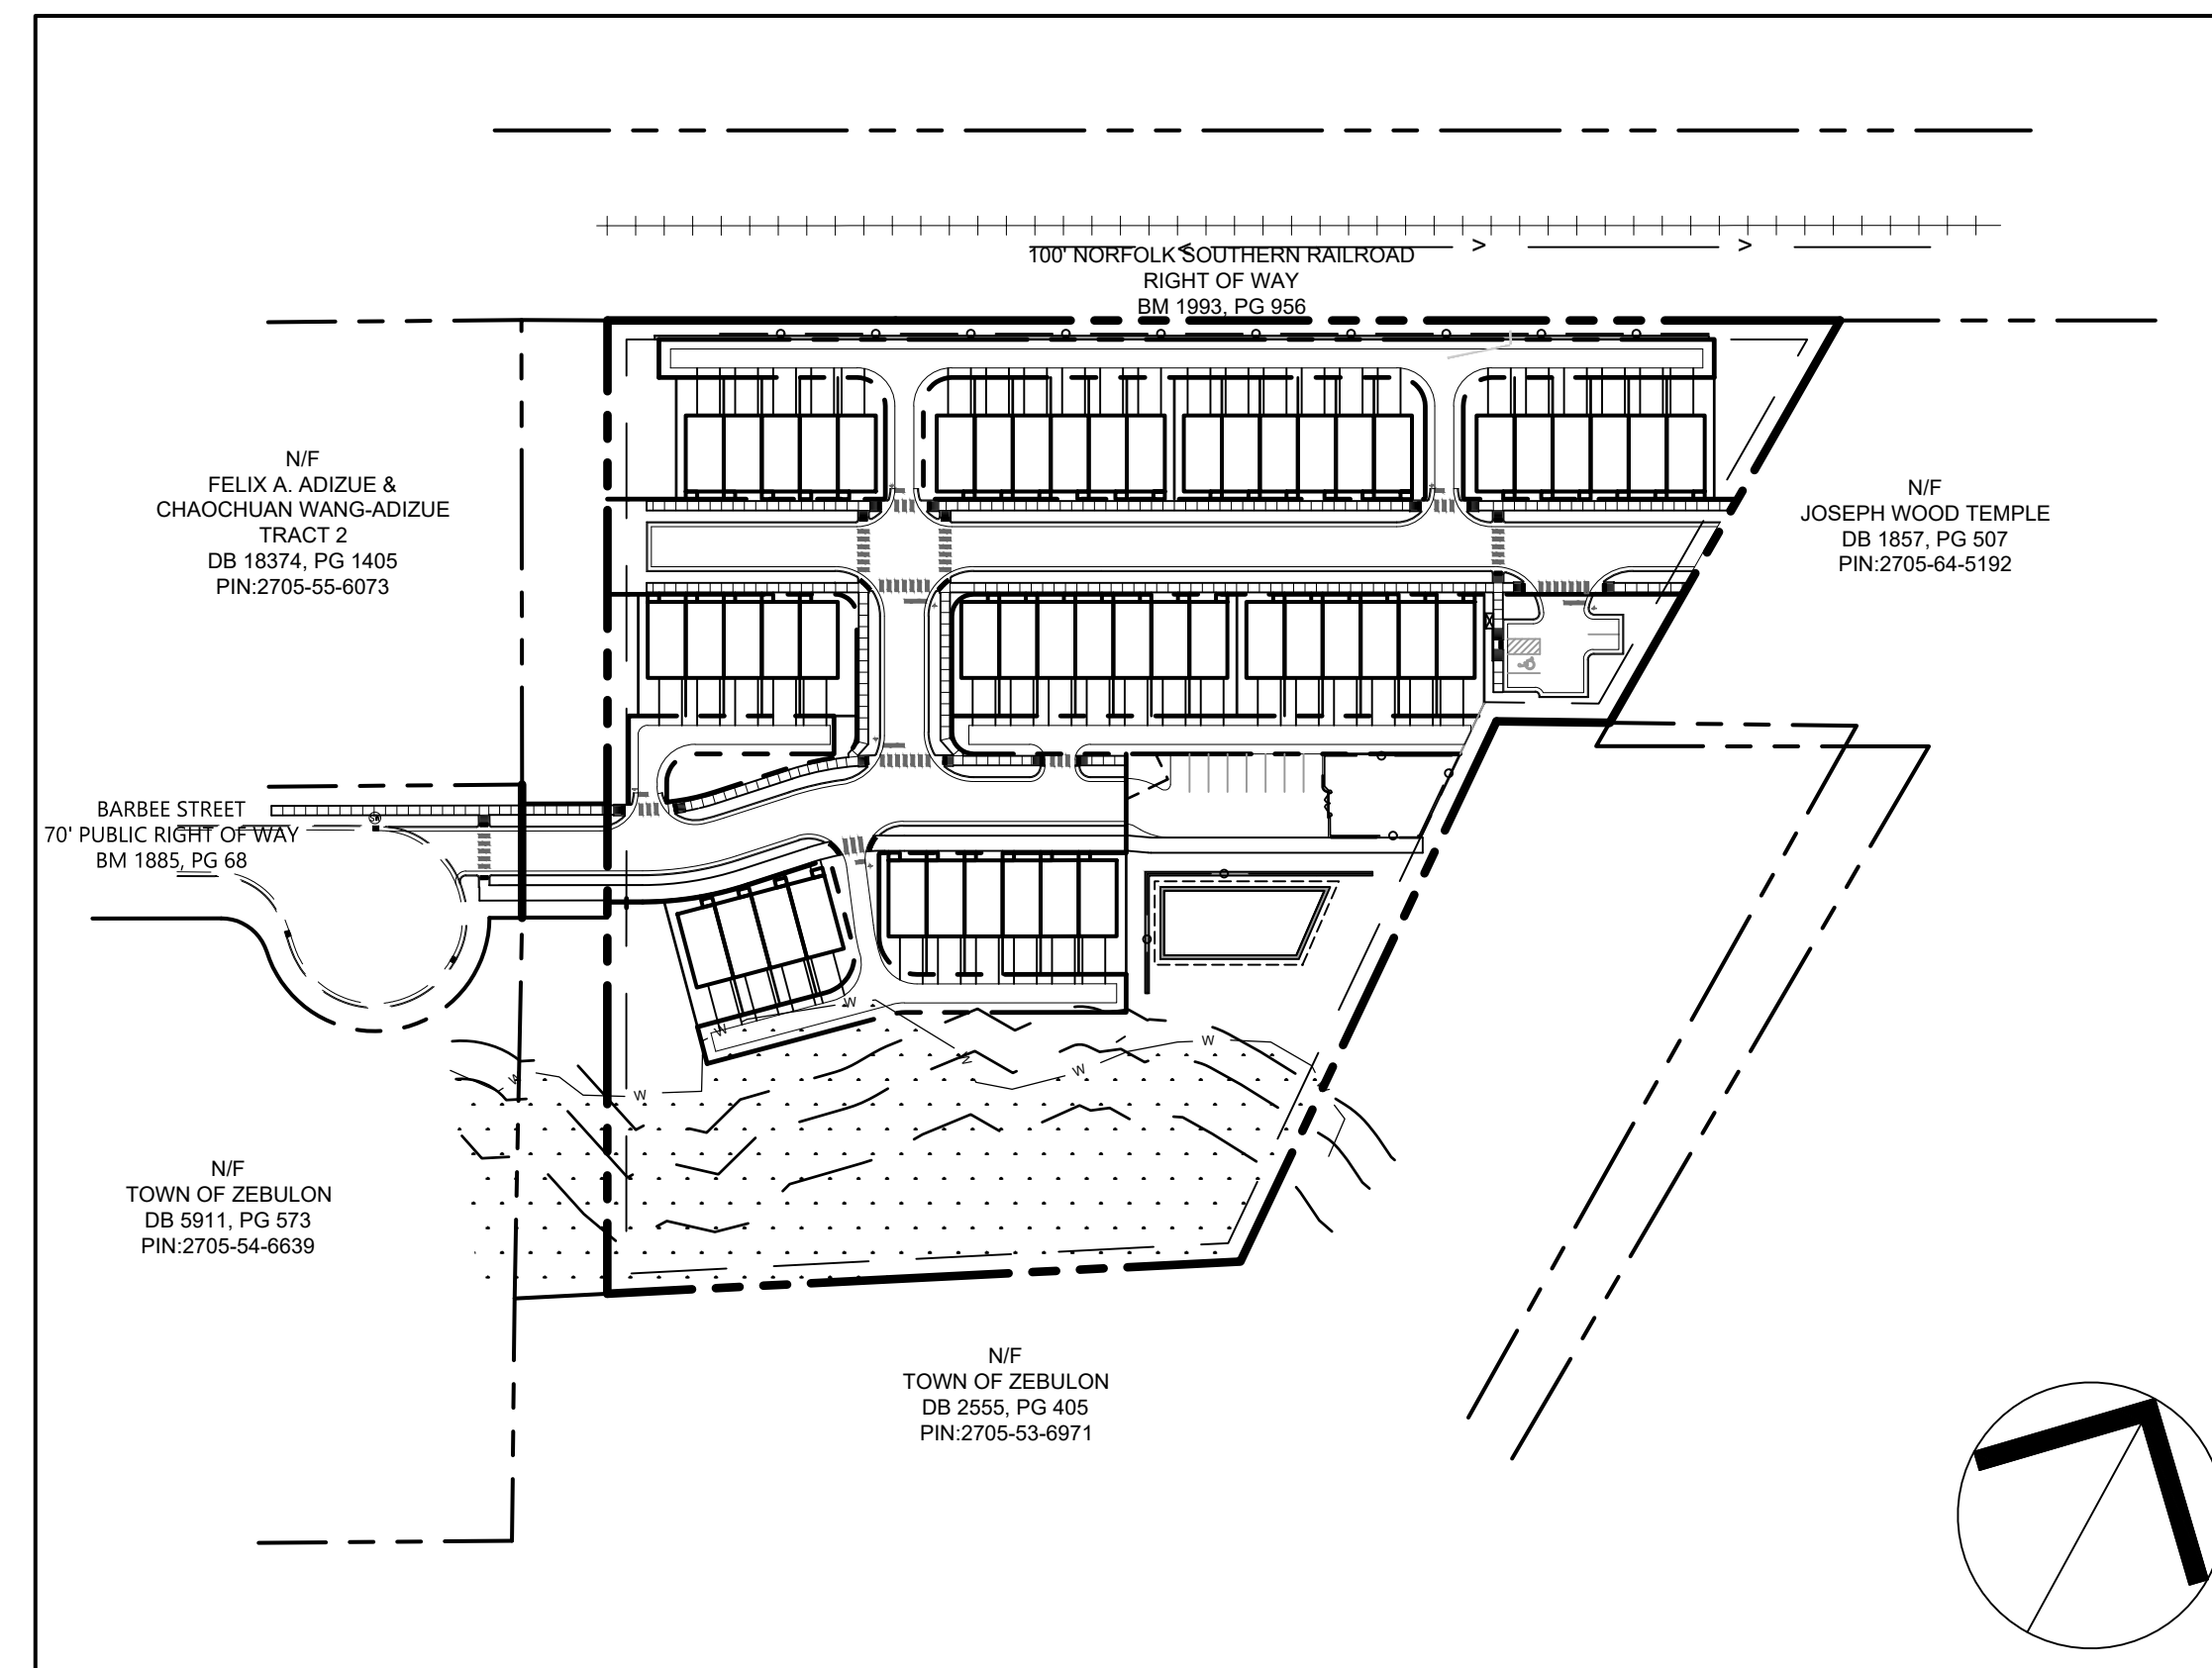 100' NORFOLK SOUTHERN RAILROAD
RIGHT OF WAY
BM 1993, PG 956
N/F
FELIX A. ADIZUE &
CHAOCHUAN WANG-ADIZUE
TRACT 2
DB 18374, PG 1405
PIN:2705-55-6073
N/F
JOSEPH WOOD TEMPLE
DB 1857, PG 507
PIN:2705-64-5192
BARBEE STREET
70' PUBLIC RIGHT OF WAY
BM 1885, PG 68
W
W
W
W
W
W
W
N/F
TOWN OF ZEBULON
DB 5911, PG 573
PIN:2705-54-6639
N/F
TOWN OF ZEBULON
DB 2555, PG 405
PIN:2705-53-6971